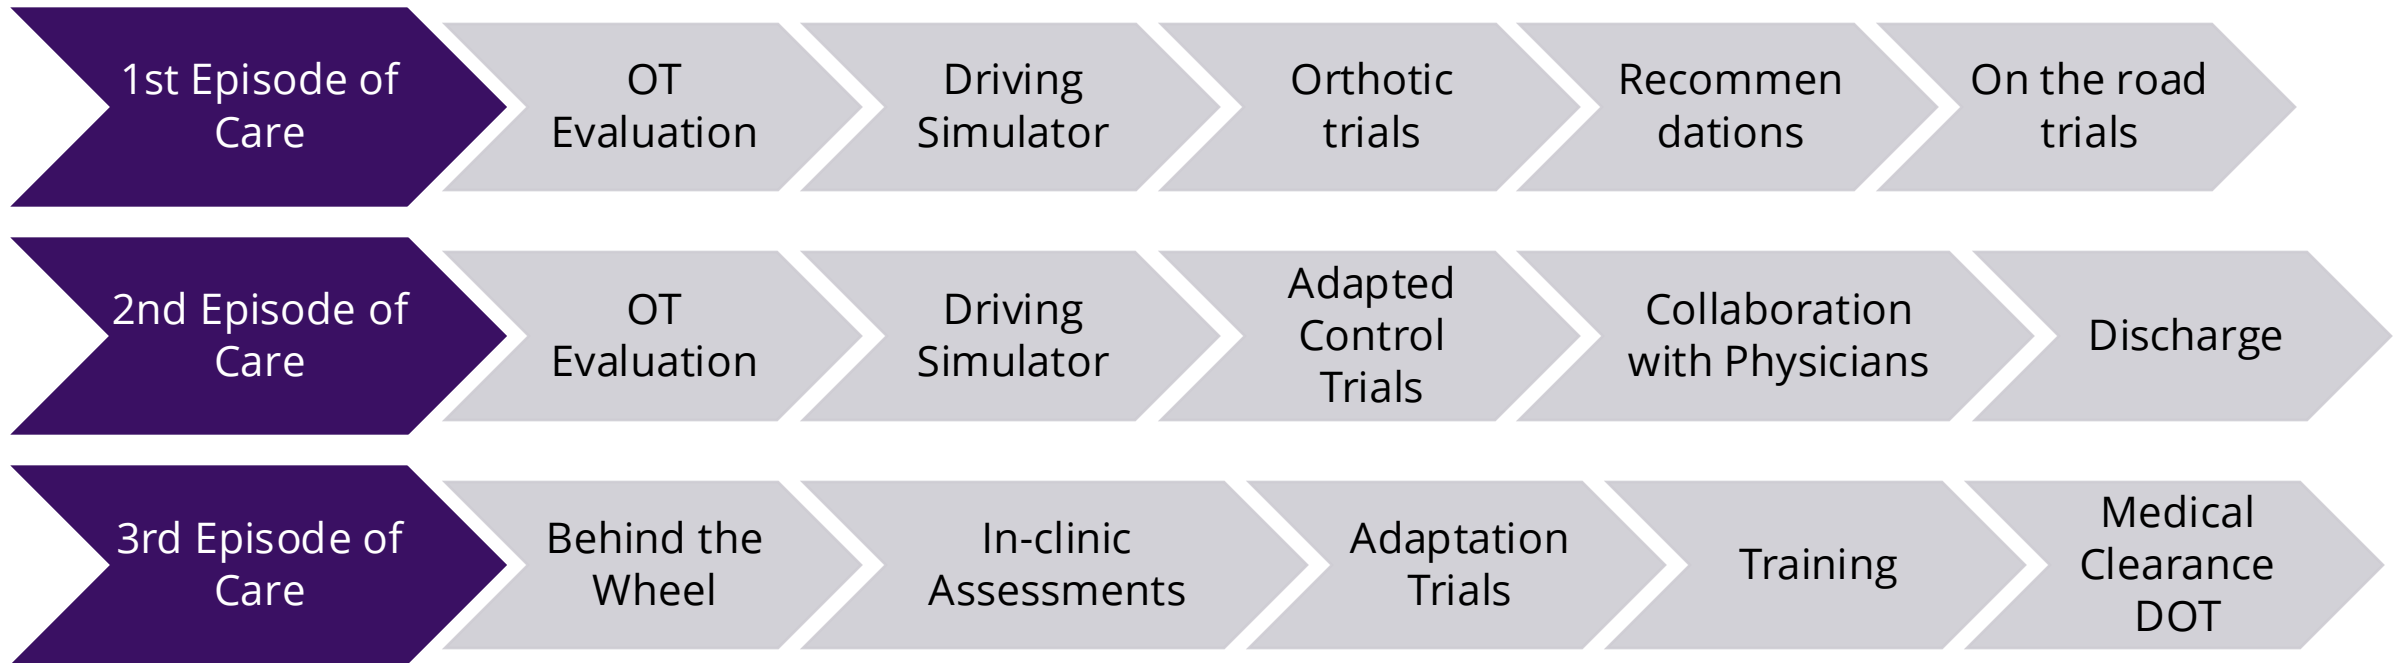 1st Episode of
Care
OT
Evaluation
Driving
Simulator
Orthotic
trials
Recommen
dations
On the road
trials
2nd Episode of
Care
OT
Evaluation
Driving
Simulator
Adapted
Control
Trials
Collaboration
with Physicians
Discharge
3rd Episode of
Care
Behind the
Wheel
In-clinic
Assessments
Adaptation
Trials
Training
Medical
Clearance
DOT